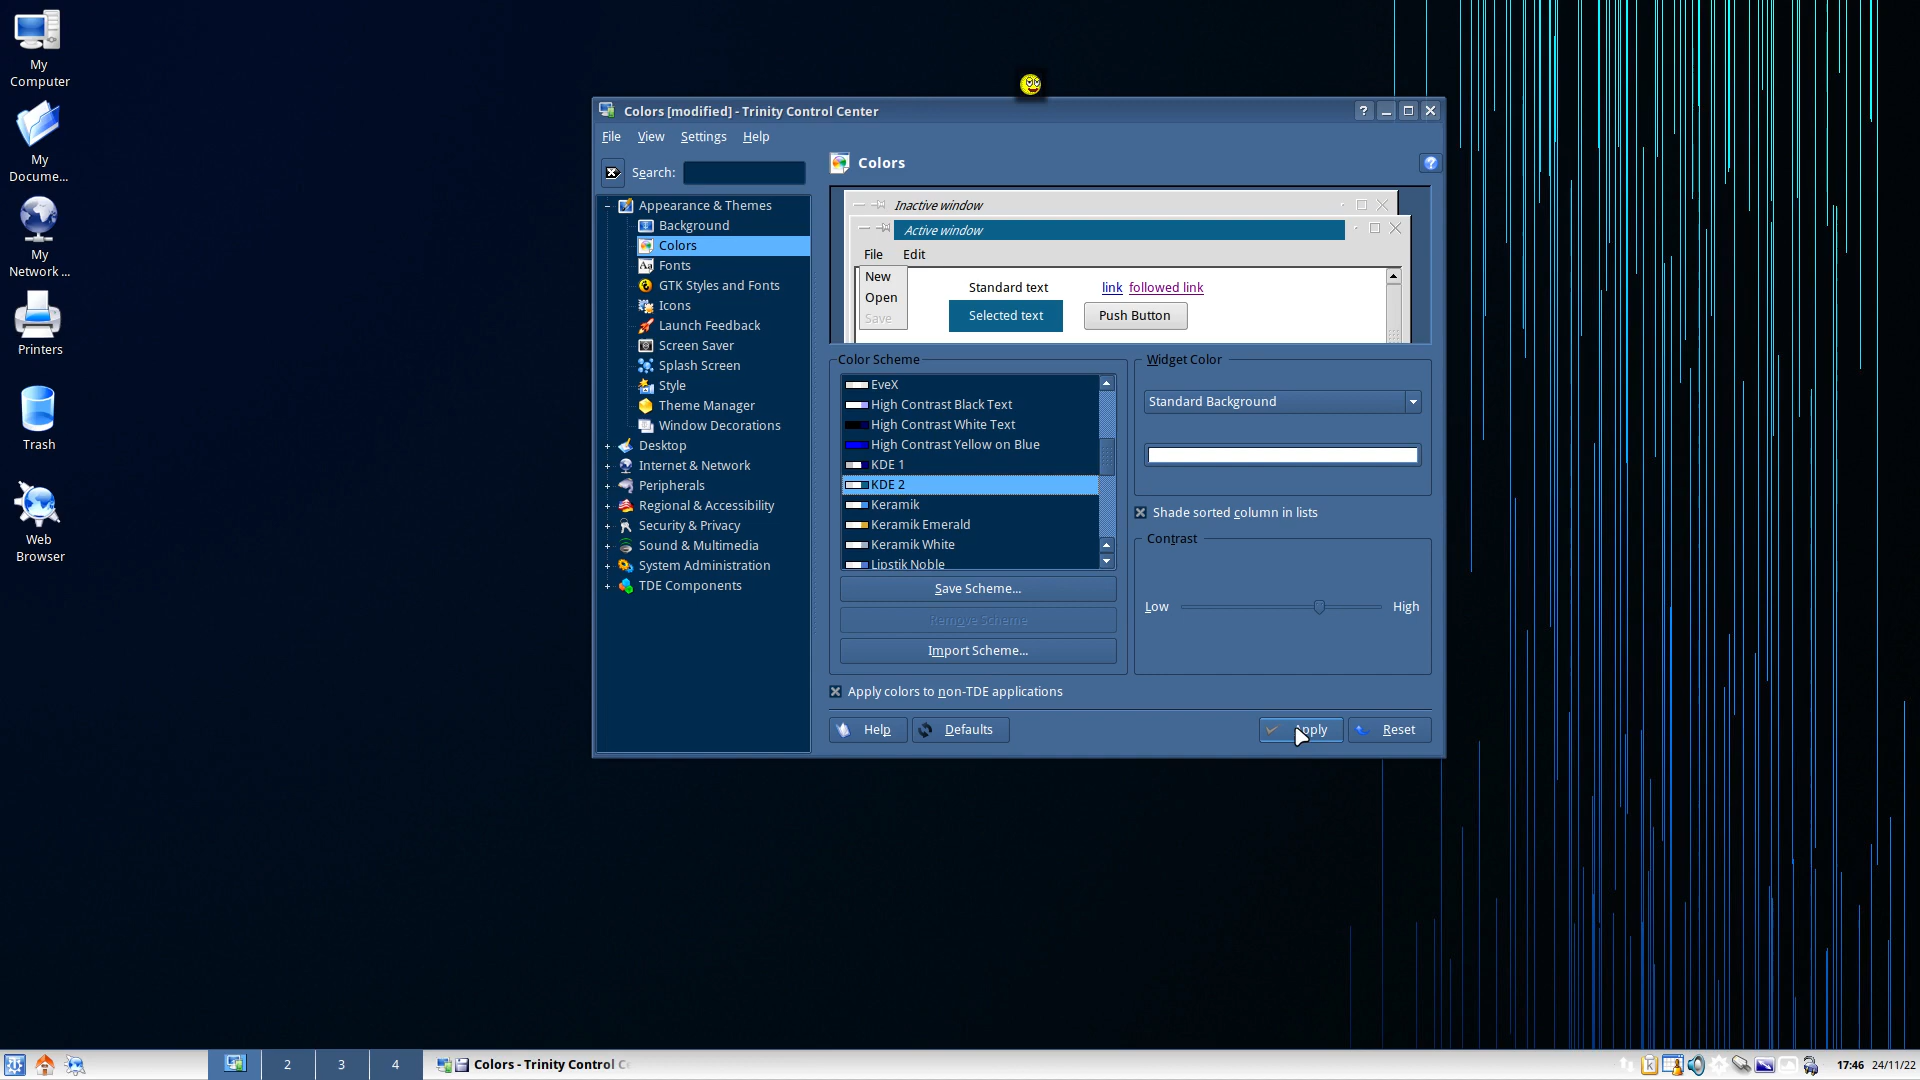 My
Computer
My
Docume...
My
Network ...
Printers
Trash
Web
Browser
Colors [modified] - Trinity Control Center
File View Settings Help
Search:
Appearance & Themes
Background
Colors
Fonts
GTK Styles and Fonts
Icons
Launch Feedback
Screen Saver
Splash Screen
Style
Theme Manager
Window Decorations
Desktop
Internet & Network
Peripherals
Regional & Accessibility
Security & Privacy
Sound & Multimedia
System Administration
TDE Components
Colors
Inactive window
Active window
File Edit
New
Open
Save
Standard text link followed link
Selected text Push Button
Color Scheme
EveX
High Contrast Black Text
High Contrast White Text
High Contrast Yellow on Blue
KDE 1
KDE 2
Keramik
Keramik Emerald
Keramik White
Lipstik Noble
Save Scheme...
Remove Scheme
Import Scheme...
Widget Color
Standard Background
Shade sorted column in lists
Contrast
Low High
Apply colors to non-TDE applications
Help Defaults Apply Reset
2 3 4 Colors - Trinity Control C
17:46 24/11/22